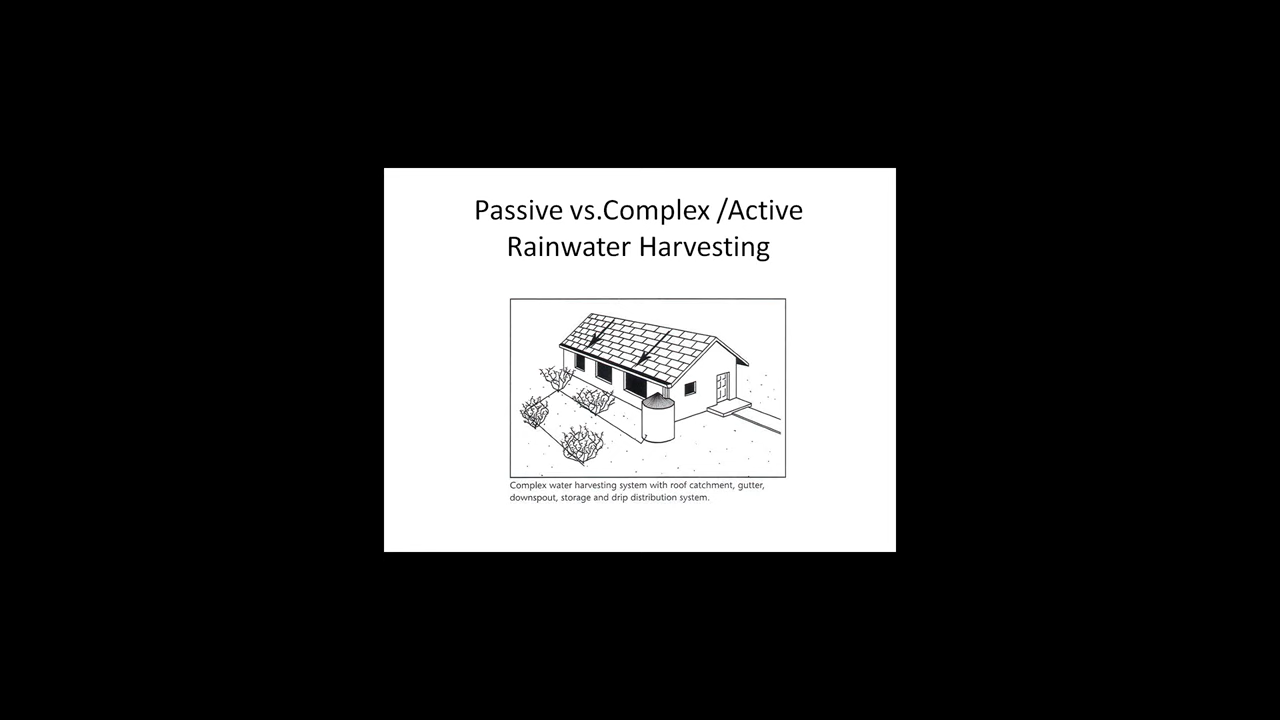 Passive vs.Complex /Active
Rainwater Harvesting
Complex water harvesting system with roof catchment, gutter,
downspout, storage and drip distribution system.